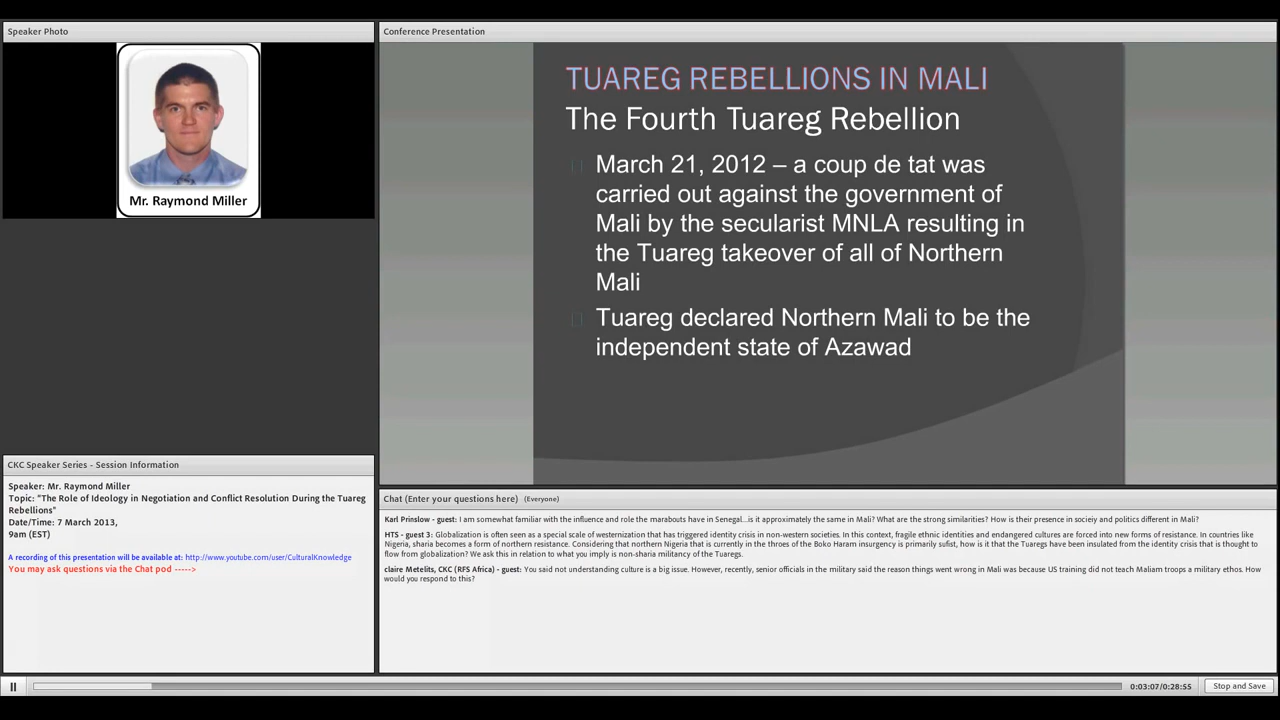 Speaker Photo
Mr. Raymond Miller
Conference Presentation
TUAREG REBELLIONS IN MALI
The Fourth Tuareg Rebellion
March 21, 2012 – a coup de tat was
carried out against the government of
Mali by the secularist MNLA resulting in
the Tuareg takeover of all of Northern
Mali
Tuareg declared Northern Mali to be the
independent state of Azawad
CKC Speaker Series - Session Information
Speaker: Mr. Raymond Miller
Topic: "The Role of Ideology in Negotiation and Conflict Resolution During the Tuareg
Rebellions"
Date/Time: 7 March 2013,
9am (EST)
A recording of this presentation will be available at: http://www.youtube.com/user/CulturalKnowledge
You may ask questions via the Chat pod ----->
Chat (Enter your questions here) (Everyone)
Karl Prinslow - guest: I am somewhat familiar with the influence and role the marabouts have in Senegal...is it approximately the same in Mali? What are the strong similarities? How is their presence in socieiy and politics different in Mali?
HTS - guest 3: Globalization is often seen as a special scale of westernization that has triggered identity crisis in non-western societies. In this context, fragile ethnic identities and endangered cultures are forced into new forms of resistance. In countries like
Nigeria, sharia becomes a form of northern resistance. Considering that northern Nigeria that is currently in the throes of the Boko Haram insurgency is primarily sufist, how is it that the Tuaregs have been insulated from the identity crisis that is thought to
flow from globalization? We ask this in relation to what you imply is non-sharia militancy of the Turaegs.
claire Metelits, CKC (RFS Africa) - guest: You said not understanding culture is a big issue. However, recently, senior officials in the military said the reason things went wrong in Mali was because US training did not teach Maliam troops a military ethos. How
would you respond to this?
0:03:07/0:28:55
Stop and Save